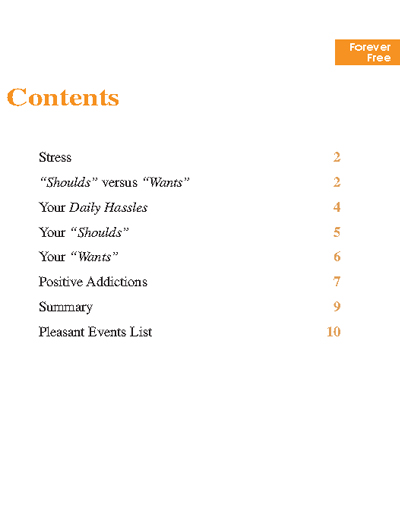 Forever
Free
Contents
Stress 2
“Shoulds” versus “Wants” 2
Your Daily Hassles 4
Your “Shoulds” 5
Your “Wants” 6
Positive Addictions 7
Summary 9
Pleasant Events List 10